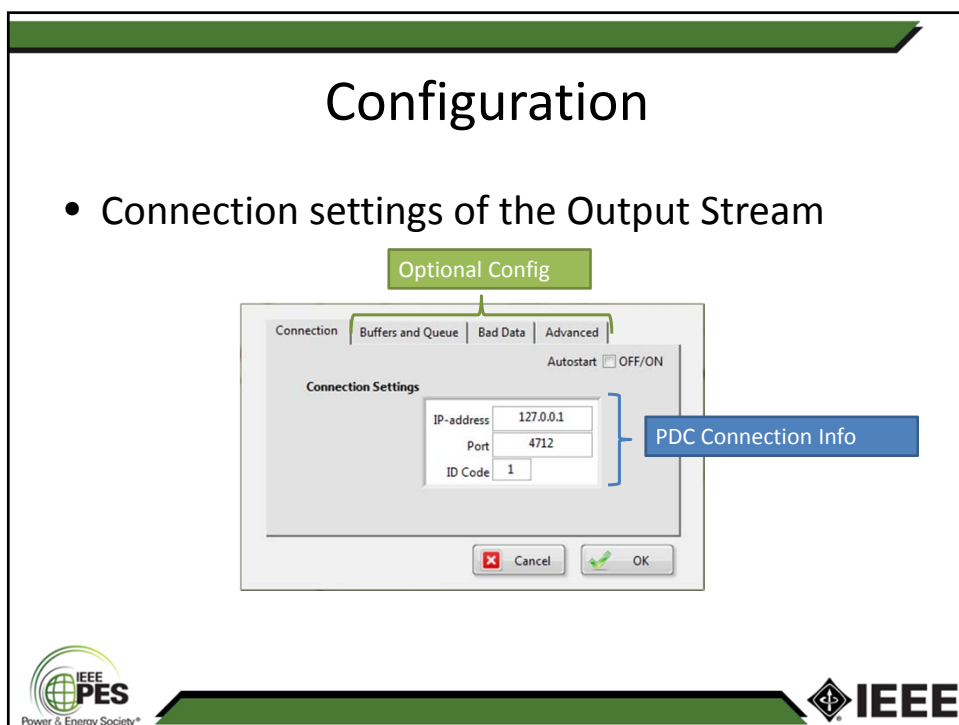 Configuration
• Connection settings of the Output Stream
Optional Config
Connection Buffers and Queue Bad Data Advanced
Autostart OFF/ON
Connection Settings
IP-address 127.0.0.1
Port 4712
ID Code 1
PDC Connection Info
Cancel OK
IEEE
PES
Power & Energy Society®
IEEE